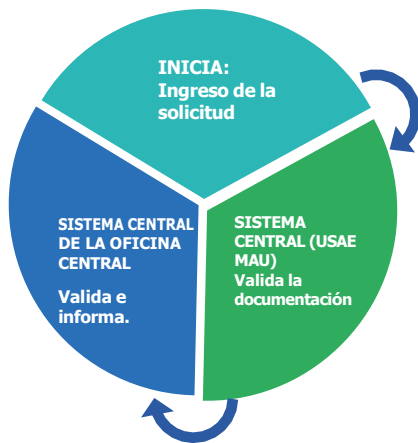 INICIA:
Ingreso de la
solicitud
SISTEMA
CENTRAL (USAE
MAU)
Valida la
documentación
SISTEMA CENTRAL
DE LA OFICINA
CENTRAL
Valida e
informa.